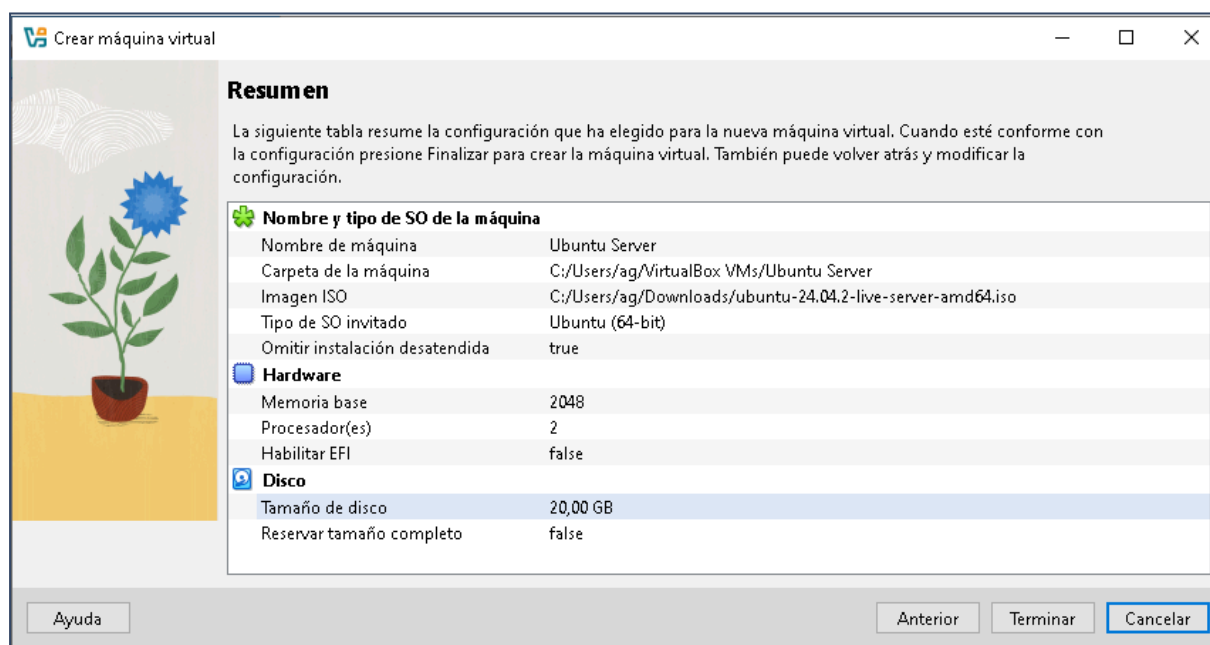 Crear máquina virtual
Resumen
La siguiente tabla resume la configuración que ha elegido para la nueva máquina virtual. Cuando esté conforme con
la configuración presione Finalizar para crear la máquina virtual. También puede volver atrás y modificar la
configuración.
Nombre y tipo de SO de la máquina
Nombre de máquina Ubuntu Server
Carpeta de la máquina C:/Users/ag/VirtualBox VMs/Ubuntu Server
Imagen ISO C:/Users/ag/Downloads/ubuntu-24.04.2-live-server-amd64.iso
Tipo de SO invitado Ubuntu (64-bit)
Omitir instalación desatendida true
Hardware
Memoria base 2048
Procesador(es) 2
Habilitar EFI false
Disco
Tamaño de disco 20,00 GB
Reservar tamaño completo false
Ayuda Anterior Terminar Cancelar